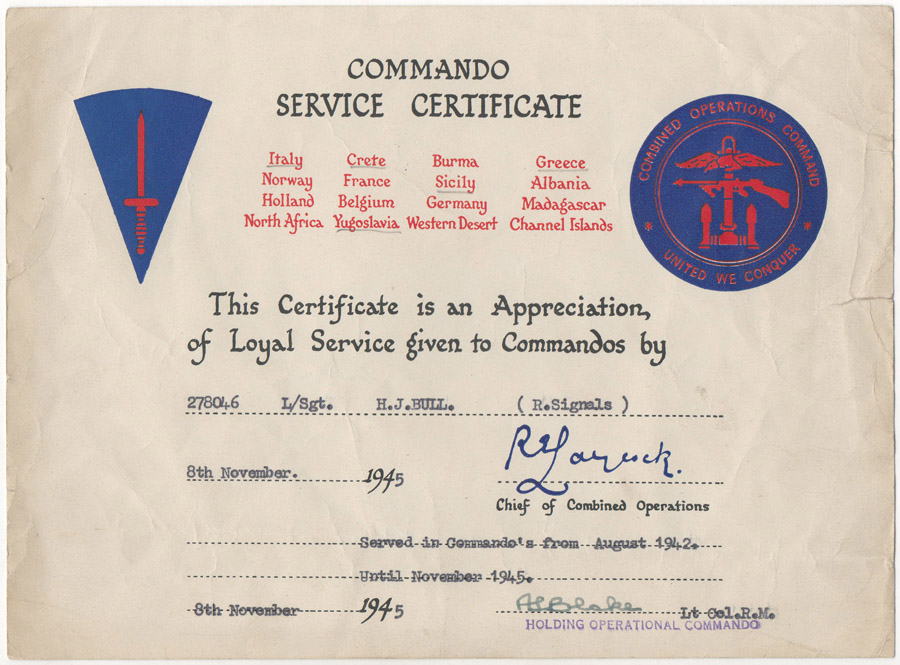 COMMANDO
SERVICE CERTIFICATE
Italy Crete Burma Greece
Norway France Sicily Albania
Holland Belgium Germany Madagascar
North Africa Yugoslavia Western Desert Channel Islands
COMBINED OPERATIONS COMMAND
* UNITED WE CONQUER *
This Certificate is an Appreciation,
of Loyal Service given to Commandos by
278046 L/Sgt. H.J.BULL. ( R.Signals )
8th November. 1945 R E Laycock.
Chief of Combined Operations
Served in Commando's from August 1942.
Until November 1945.
8th November 1945 Blake Lt Col.R.M.
HOLDING OPERATIONAL COMMANDO